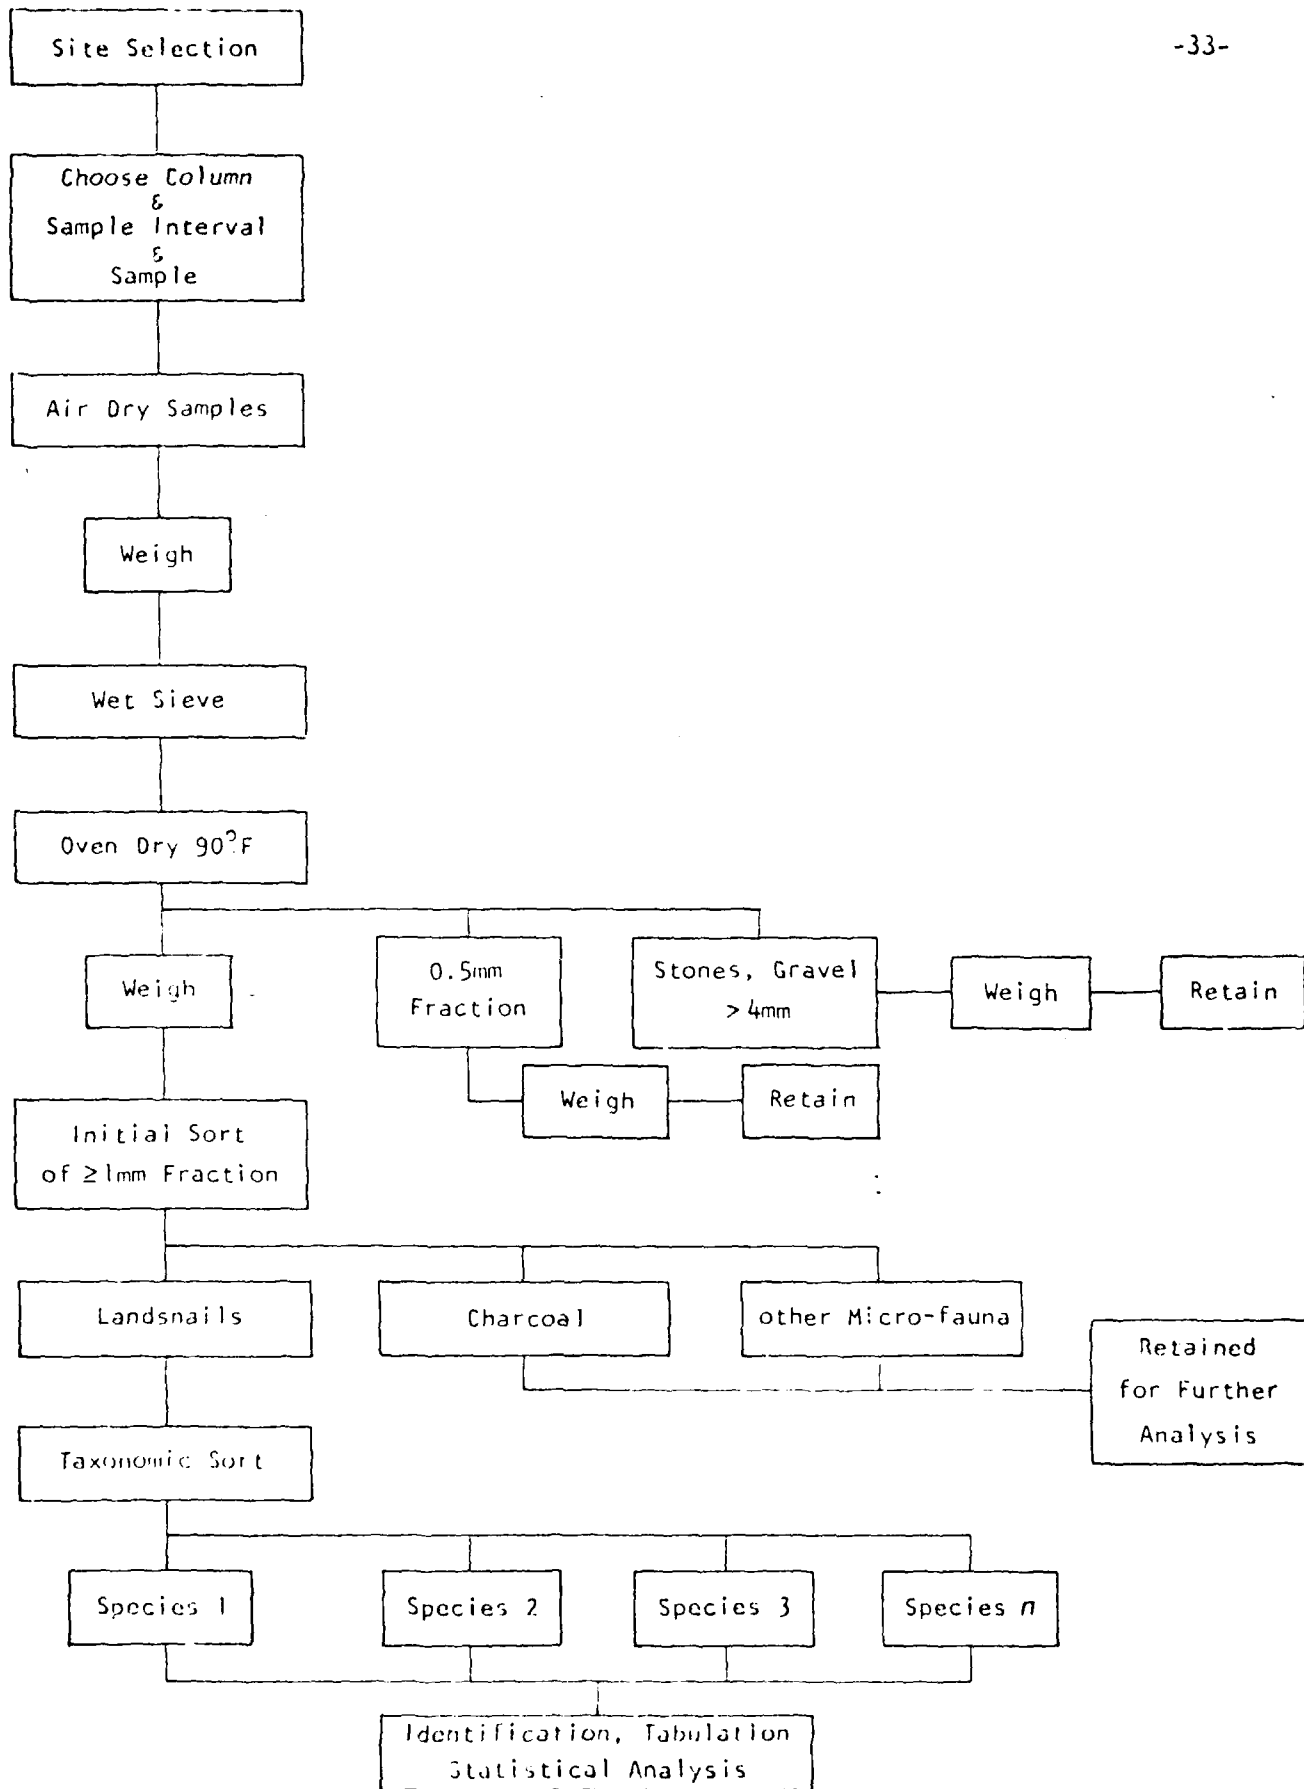 -33-
Site Selection
Choose Column
&
Sample Interval
&
Sample
Air Dry Samples
Weigh
Wet Sieve
Oven Dry 90°F
Weigh
0.5mm
Fraction
Stones, Gravel
> 4mm
Weigh
Retain
Weigh
Retain
Initial Sort
of ≥1mm Fraction
Landsnails
Charcoal
other Micro-fauna
Retained
for Further
Analysis
Taxonomic Sort
Species 1
Species 2
Species 3
Species n
Identification, Tabulation
Statistical Analysis